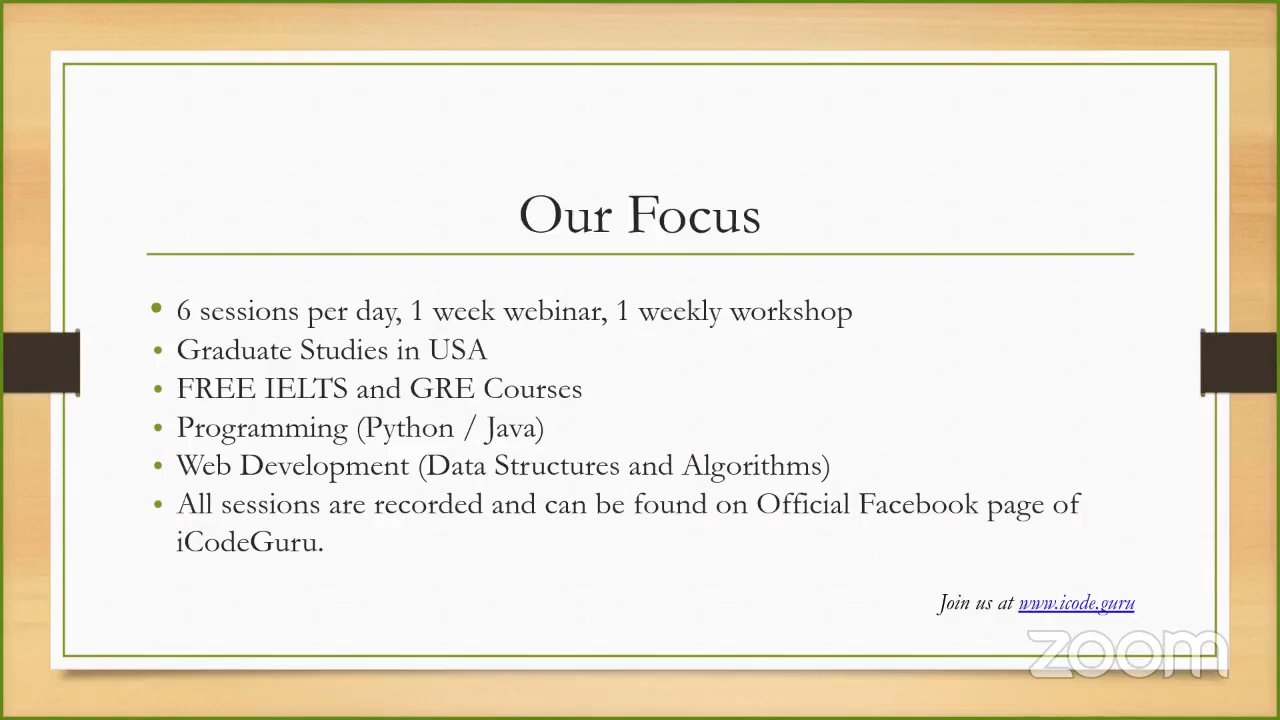 Our Focus
• 6 sessions per day, 1 week webinar, 1 weekly workshop
• Graduate Studies in USA
• FREE IELTS and GRE Courses
• Programming (Python / Java)
• Web Development (Data Structures and Algorithms)
• All sessions are recorded and can be found on Official Facebook page of
iCodeGuru.
Join us at www.icode.guru
zoom